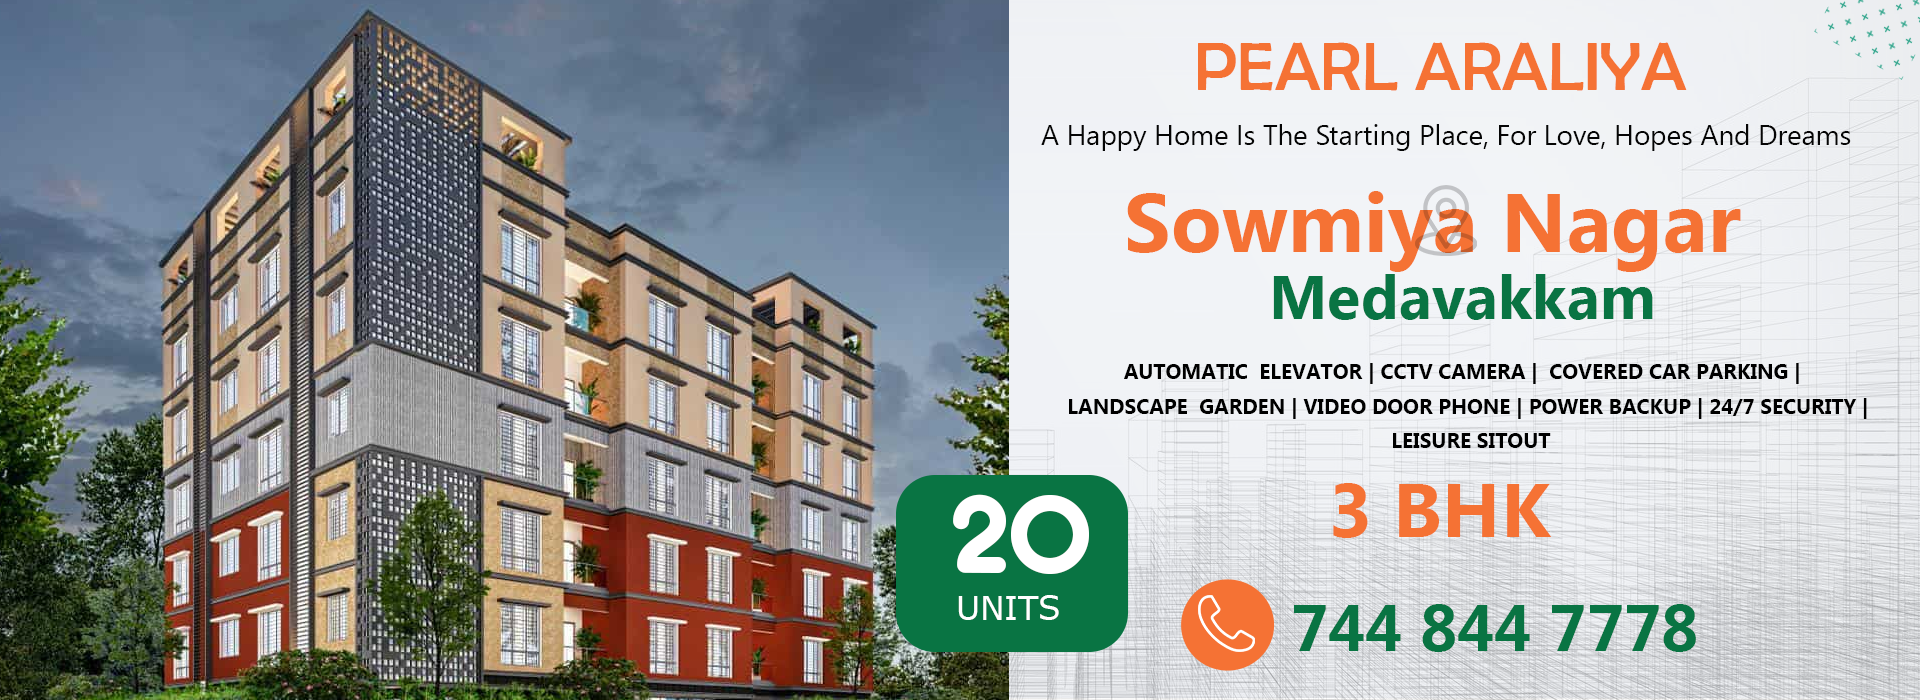 PEARL ARALIYA
A Happy Home Is The Starting Place, For Love, Hopes And Dreams
Sowmiya Nagar
Medavakkam
AUTOMATIC ELEVATOR | CCTV CAMERA | COVERED CAR PARKING |
LANDSCAPE GARDEN | VIDEO DOOR PHONE | POWER BACKUP | 24/7 SECURITY |
LEISURE SITOUT
3 BHK
20
UNITS
744 844 7778